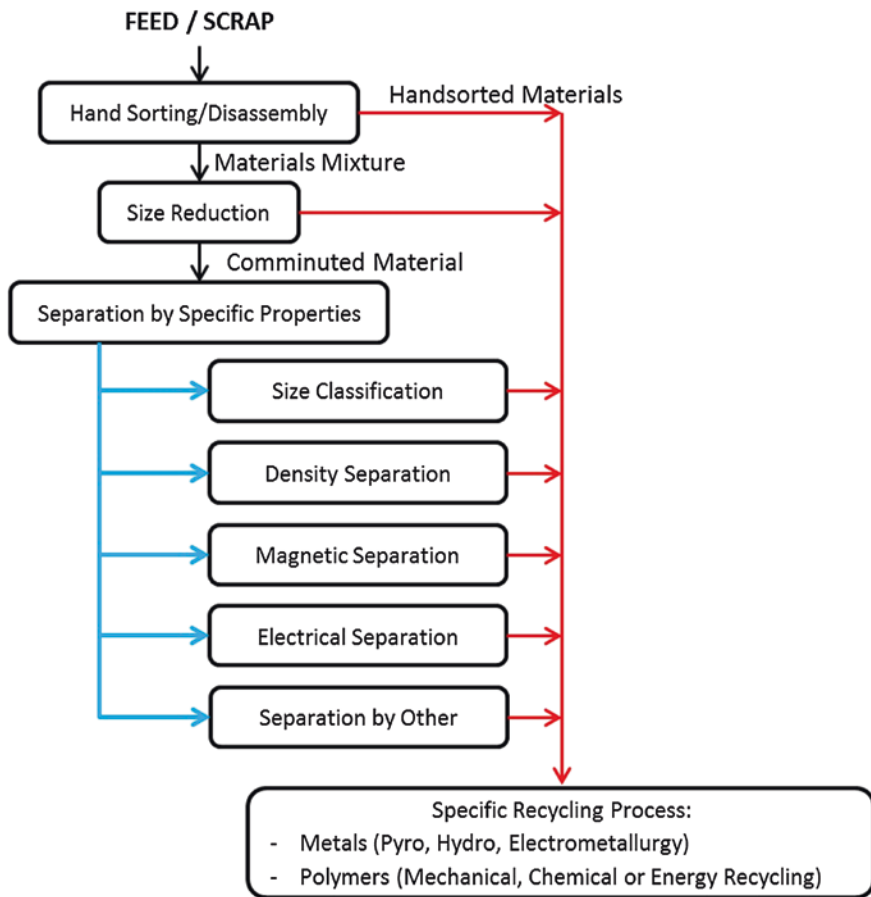 FEED / SCRAP
Hand Sorting/Disassembly
Handsorted Materials
Materials Mixture
Size Reduction
Comminuted Material
Separation by Specific Properties
Size Classification
Density Separation
Magnetic Separation
Electrical Separation
Separation by Other
Specific Recycling Process:
- Metals (Pyro, Hydro, Electrometallurgy)
- Polymers (Mechanical, Chemical or Energy Recycling)